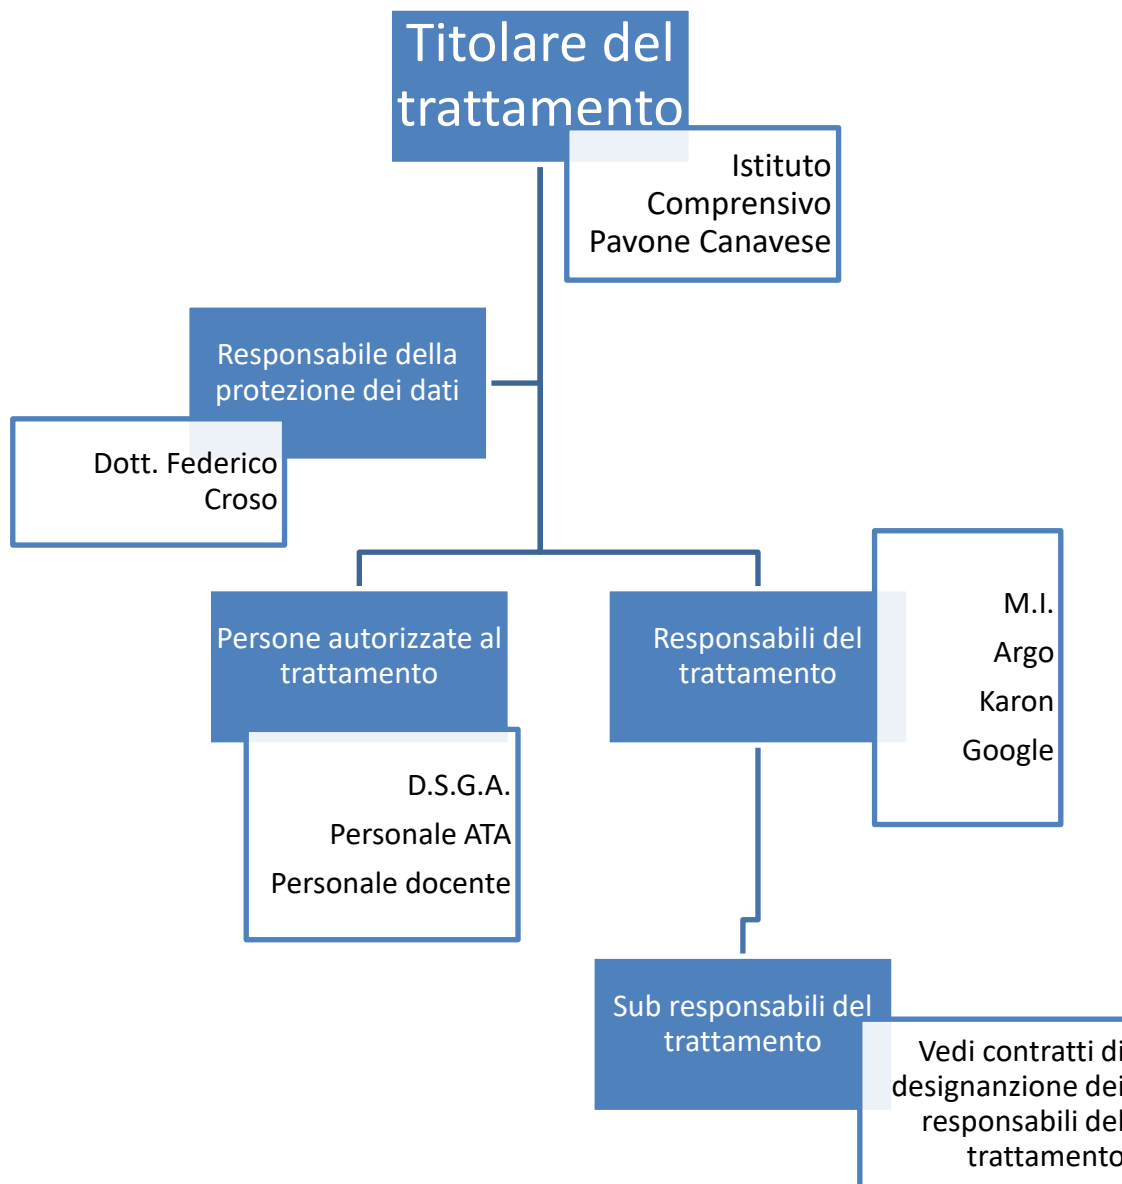 Titolare del
trattamento
Istituto
Comprensivo
Pavone Canavese
Responsabile della
protezione dei dati
Dott. Federico
Croso
Persone autorizzate al
trattamento
D.S.G.A.
Personale ATA
Personale docente
Responsabili del
trattamento
M.I.
Argo
Karon
Google
Sub responsabili del
trattamento
Vedi contratti di
designanzione dei
responsabili del
trattamento